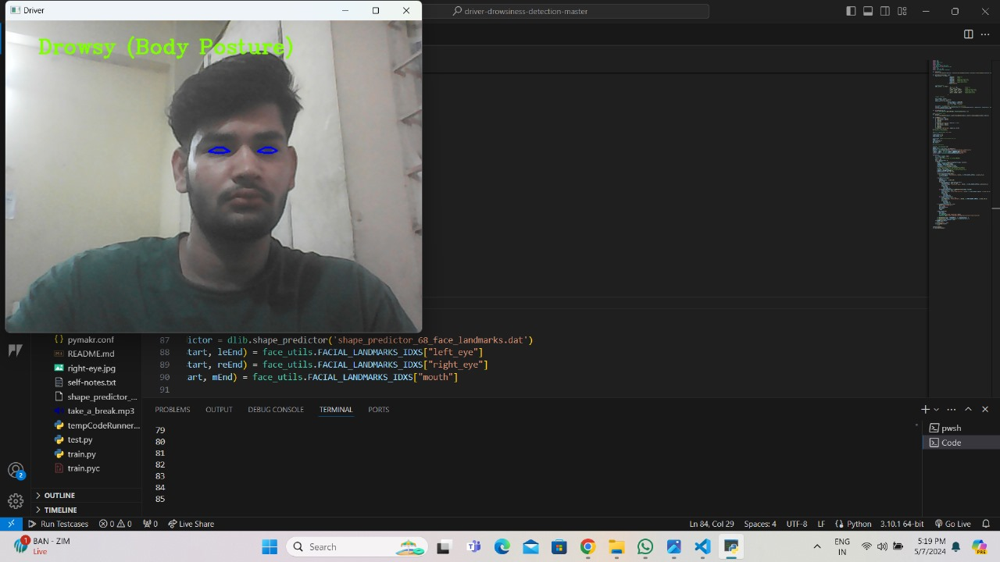 Driver
driver-drowsiness-detection-master
Drowsy (Body Posture)
pymakr.conf
README.md
right-eye.jpg
self-notes.txt
shape_predictor_...
take_a_break.mp3
tempCodeRunner...
test.py
train.py
train.pyc
OUTLINE
TIMELINE
87 ictor = dlib.shape_predictor('shape_predictor_68_face_landmarks.dat')
88 tart, leEnd) = face_utils.FACIAL_LANDMARKS_IDXS["left_eye"]
89 tart, reEnd) = face_utils.FACIAL_LANDMARKS_IDXS["right_eye"]
90 art, mEnd) = face_utils.FACIAL_LANDMARKS_IDXS["mouth"]
91
PROBLEMS OUTPUT DEBUG CONSOLE TERMINAL PORTS
79
80
81
82
83
84
85
pwsh
Code
2
Run Testcases 0 0 0 Live Share Ln 84, Col 29 Spaces: 4 UTF-8 LF Python 3.10.1 64-bit Go Live
1
BAN - ZIM
Live
Search
ENG
IN
5:19 PM
5/7/2024
PRE